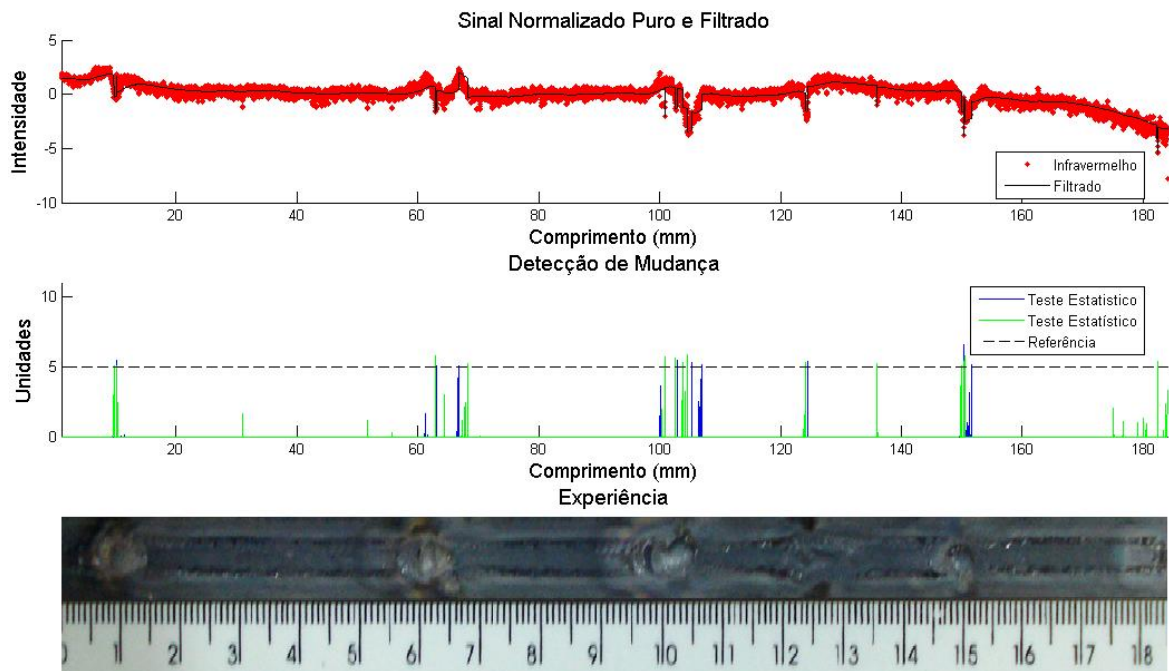 Sinal Normalizado Puro e Filtrado
Intensidade
5
0
-5
-10
Infravermelho
Filtrado
20 40 60 80 100 120 140 160 180
Comprimento (mm)
Detecção de Mudança
Unidades
10
5
0
Teste Estatistico
Teste Estatístico
Referência
20 40 60 80 100 120 140 160 180
Comprimento (mm)
Experiência
0 1 2 3 4 5 6 7 8 9 10 11 12 13 14 15 16 17 18